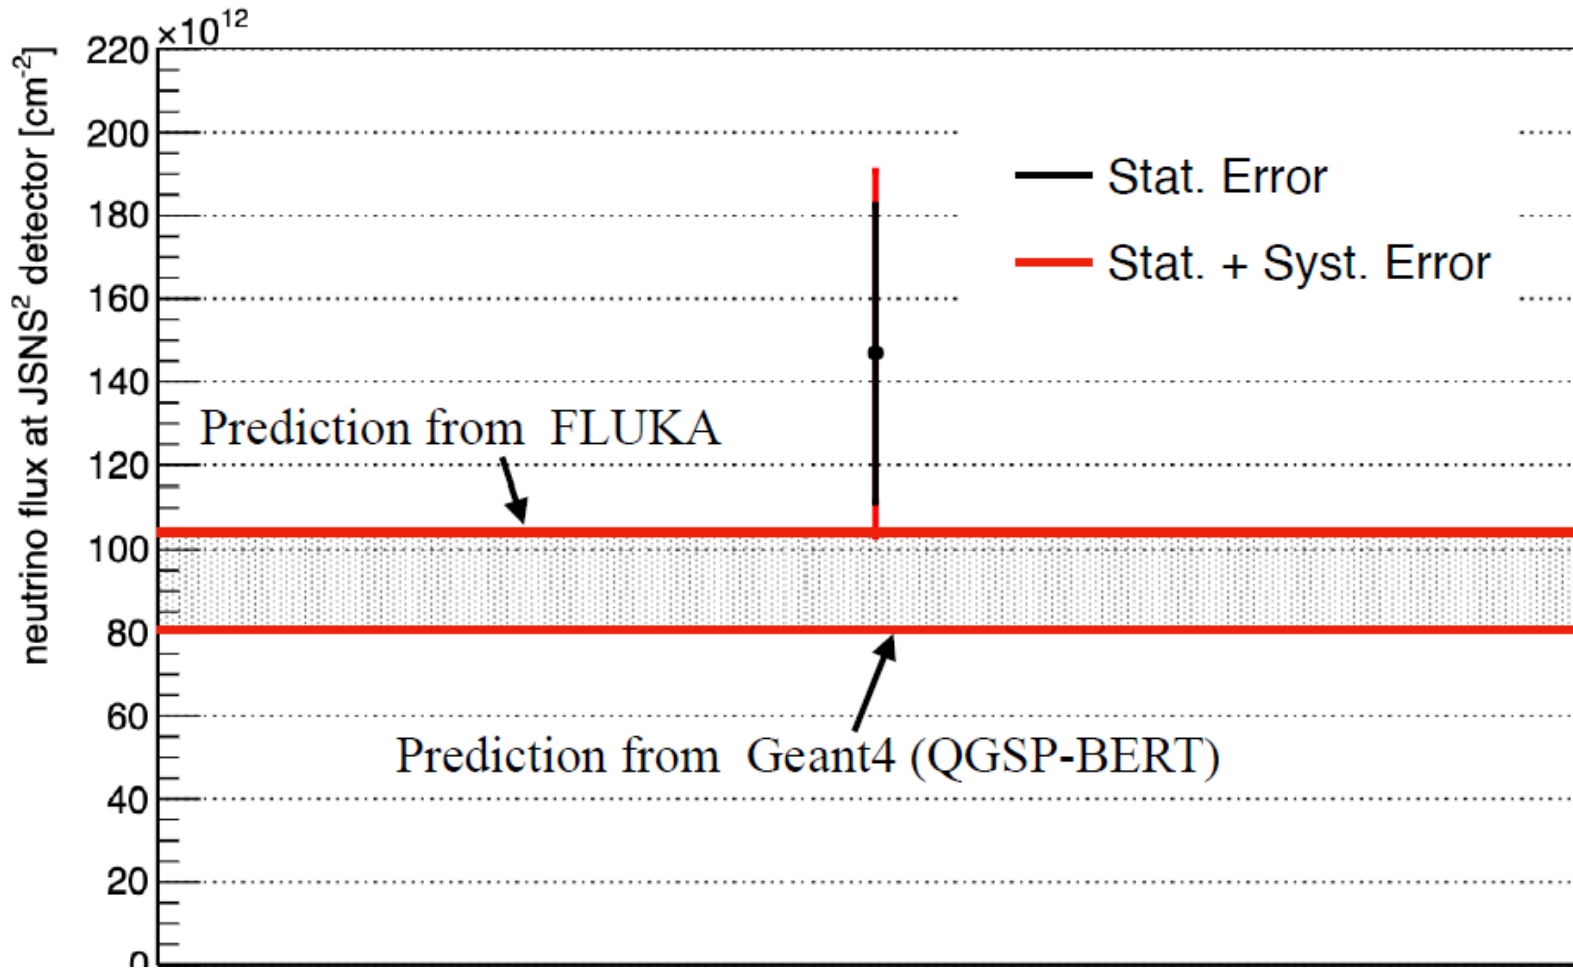 ×10¹²
neutrino flux at JSNS² detector [cm⁻²]
220
200
180
160
140
120
100
80
60
40
20
0
Stat. Error
Stat. + Syst. Error
Prediction from FLUKA
Prediction from Geant4 (QGSP-BERT)